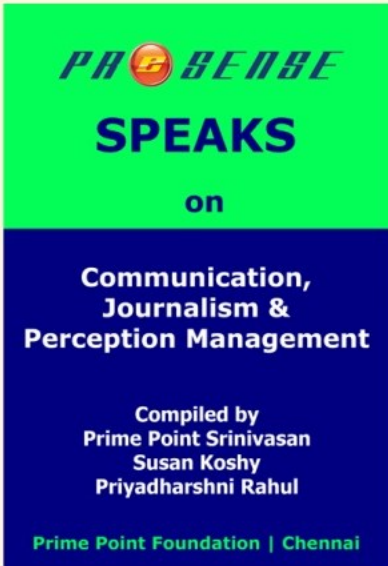 PReSENSE
SPEAKS
on
Communication,
Journalism &
Perception Management
Compiled by
Prime Point Srinivasan
Susan Koshy
Priyadharshni Rahul
Prime Point Foundation | Chennai